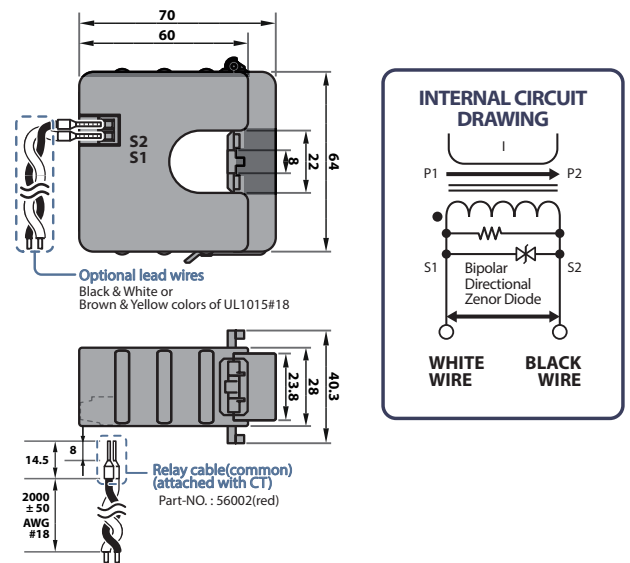 70
60
S2
S1
8
22
64
Optional lead wires
Black & White or
Brown & Yellow colors of UL1015#18
INTERNAL CIRCUIT
DRAWING
I
P1
P2
S1
S2
Bipolar
Directional
Zenor Diode
WHITE
WIRE
BLACK
WIRE
23.8
28
40.3
8
14.5
Relay cable(common)
(attached with CT)
Part-NO. : 56002(red)
2000
± 50
AWG
#18